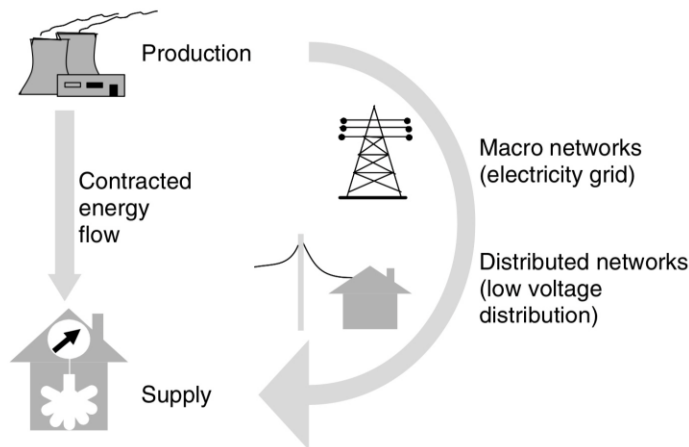 Production
Contracted
energy
flow
Macro networks
(electricity grid)
Distributed networks
(low voltage
distribution)
Supply